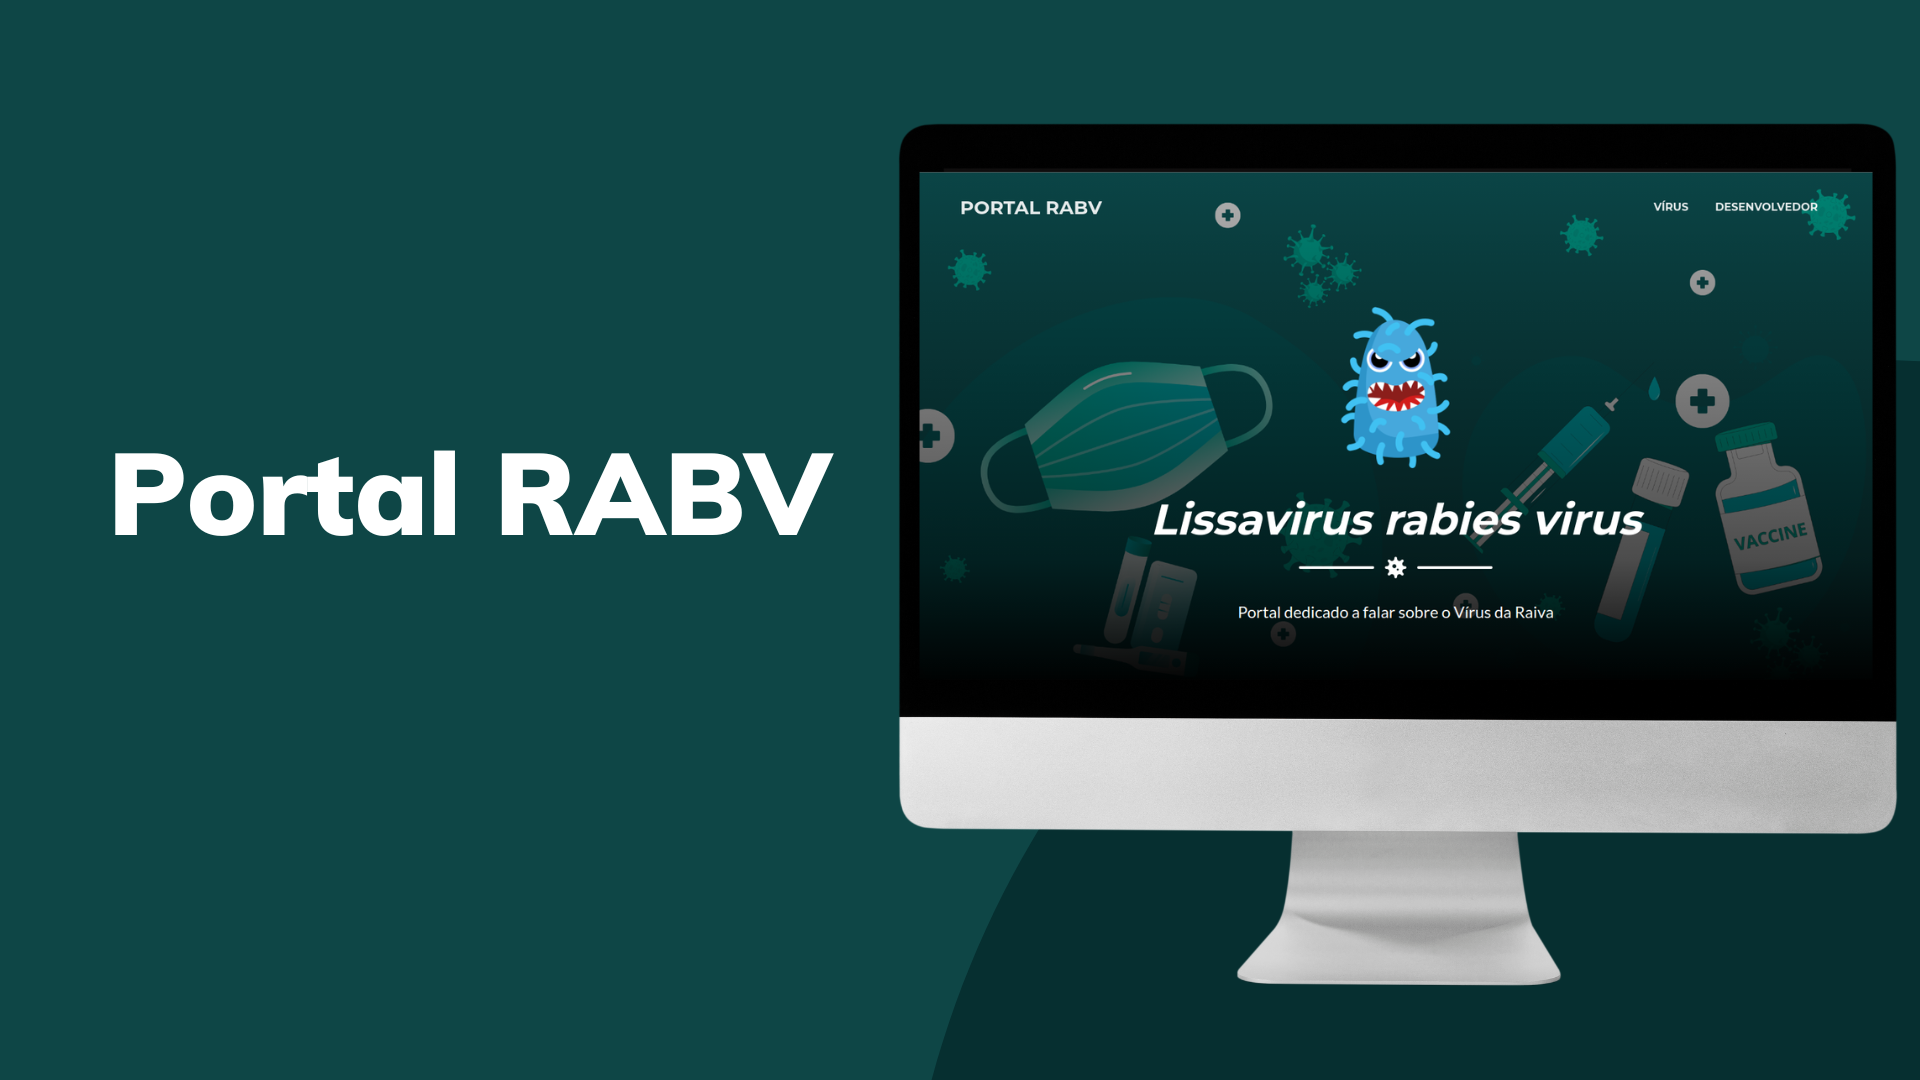 Portal RABV
PORTAL RABV
VÍRUS DESENVOLVEDOR
Lissavirus rabies virus
VACCINE
Portal dedicado a falar sobre o Vírus da Raiva